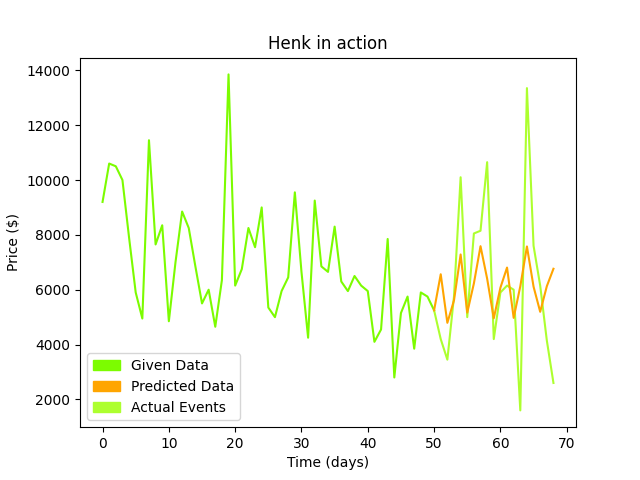 Henk in action
Price ($)
14000
12000
10000
8000
6000
4000
2000
Given Data
Predicted Data
Actual Events
0 10 20 30 40 50 60 70
Time (days)